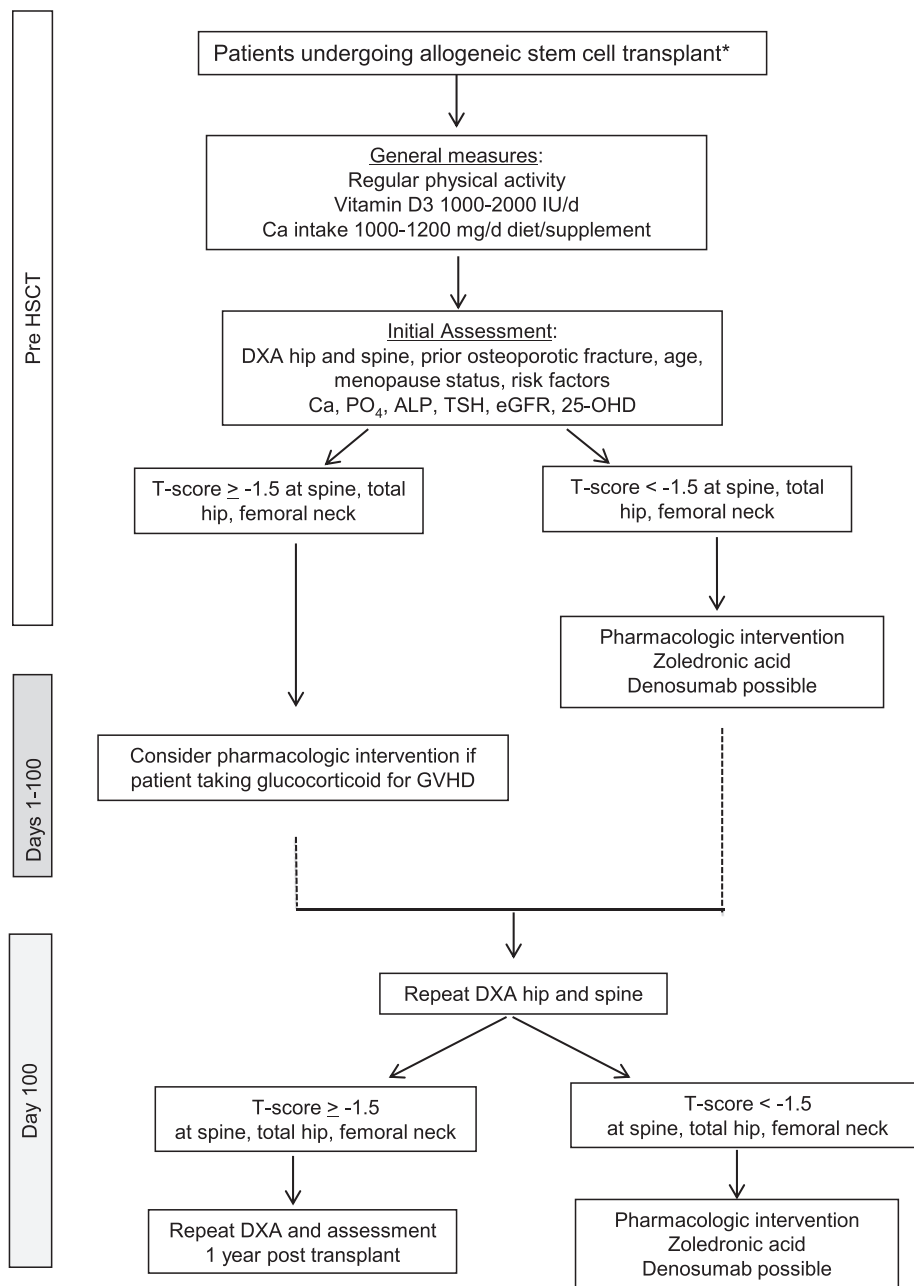 Pre HSCT
Patients undergoing allogeneic stem cell transplant*
General measures:
Regular physical activity
Vitamin D3 1000-2000 IU/d
Ca intake 1000-1200 mg/d diet/supplement
Initial Assessment:
DXA hip and spine, prior osteoporotic fracture, age,
menopause status, risk factors
Ca, PO₄, ALP, TSH, eGFR, 25-OHD
T-score ≥ -1.5 at spine, total
hip, femoral neck
T-score < -1.5 at spine, total
hip, femoral neck
Pharmacologic intervention
Zoledronic acid
Denosumab possible
Days 1-100
Consider pharmacologic intervention if
patient taking glucocorticoid for GVHD
Day 100
Repeat DXA hip and spine
T-score ≥ -1.5
at spine, total hip, femoral neck
T-score < -1.5
at spine, total hip, femoral neck
Repeat DXA and assessment
1 year post transplant
Pharmacologic intervention
Zoledronic acid
Denosumab possible